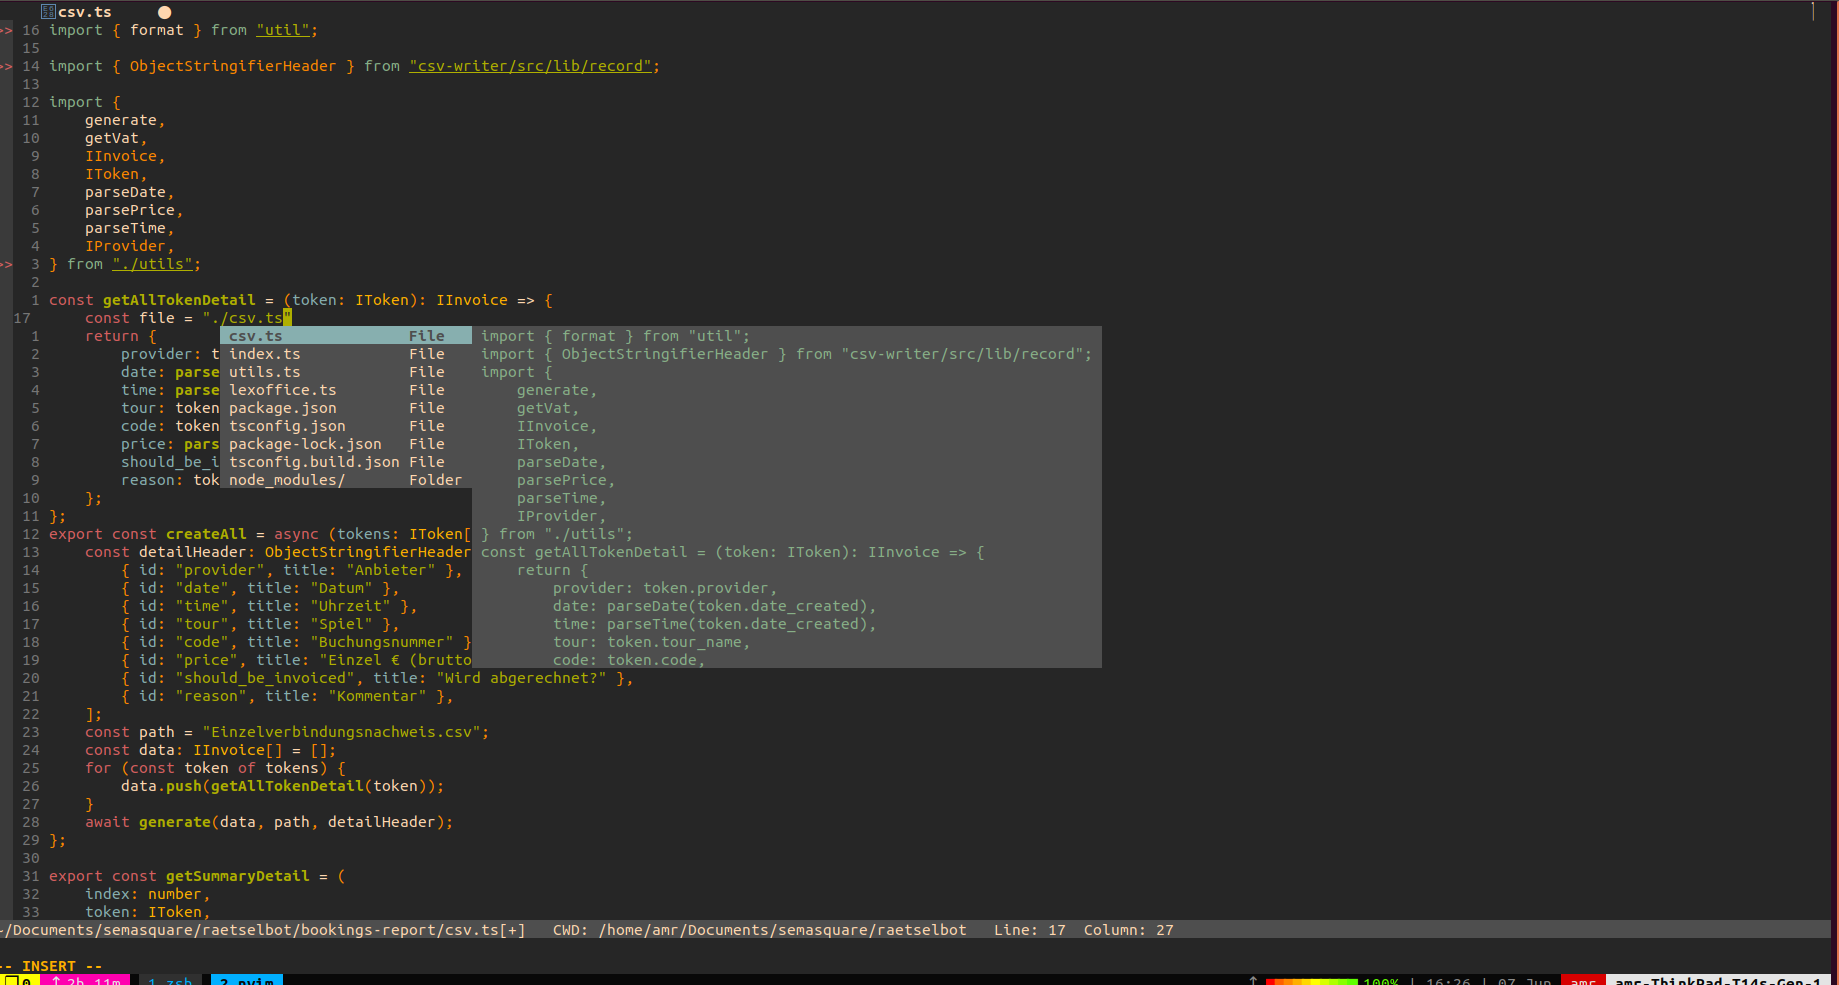 csv.ts
>> 16 import { format } from "util";
15
>> 14 import { ObjectStringifierHeader } from "csv-writer/src/lib/record";
13
12 import {
11 generate,
10 getVat,
9 IInvoice,
8 IToken,
7 parseDate,
6 parsePrice,
5 parseTime,
4 IProvider,
>> 3 } from "./utils";
2
1 const getAllTokenDetail = (token: IToken): IInvoice => {
17 const file = "./csv.ts"
1 return { csv.ts File import { format } from "util";
2 provider: t index.ts File import { ObjectStringifierHeader } from "csv-writer/src/lib/record";
3 date: parse utils.ts File import {
4 time: parse lexoffice.ts File generate,
5 tour: token package.json File getVat,
6 code: token tsconfig.json File IInvoice,
7 price: pars package-lock.json File IToken,
8 should_be_i tsconfig.build.json File parseDate,
9 reason: tok node_modules/ Folder parsePrice,
10 }; parseTime,
11 }; IProvider,
12 export const createAll = async (tokens: IToken[ } from "./utils";
13 const detailHeader: ObjectStringifierHeader const getAllTokenDetail = (token: IToken): IInvoice => {
14 { id: "provider", title: "Anbieter" }, return {
15 { id: "date", title: "Datum" }, provider: token.provider,
16 { id: "time", title: "Uhrzeit" }, date: parseDate(token.date_created),
17 { id: "tour", title: "Spiel" }, time: parseTime(token.date_created),
18 { id: "code", title: "Buchungsnummer" } tour: token.tour_name,
19 { id: "price", title: "Einzel € (brutto code: token.code,
20 { id: "should_be_invoiced", title: "Wird abgerechnet?" },
21 { id: "reason", title: "Kommentar" },
22 ];
23 const path = "Einzelverbindungsnachweis.csv";
24 const data: IInvoice[] = [];
25 for (const token of tokens) {
26 data.push(getAllTokenDetail(token));
27 }
28 await generate(data, path, detailHeader);
29 };
30
31 export const getSummaryDetail = (
32 index: number,
33 token: IToken,
~/Documents/semasquare/raetselbot/bookings-report/csv.ts[+] CWD: /home/amr/Documents/semasquare/raetselbot Line: 17 Column: 27
-- INSERT --
0 ↑ 2h 11m 1 zsh 2 nvim ↑ 100% | 16:26 | 07 Jun amr amr-ThinkPad-T14s-Gen-1